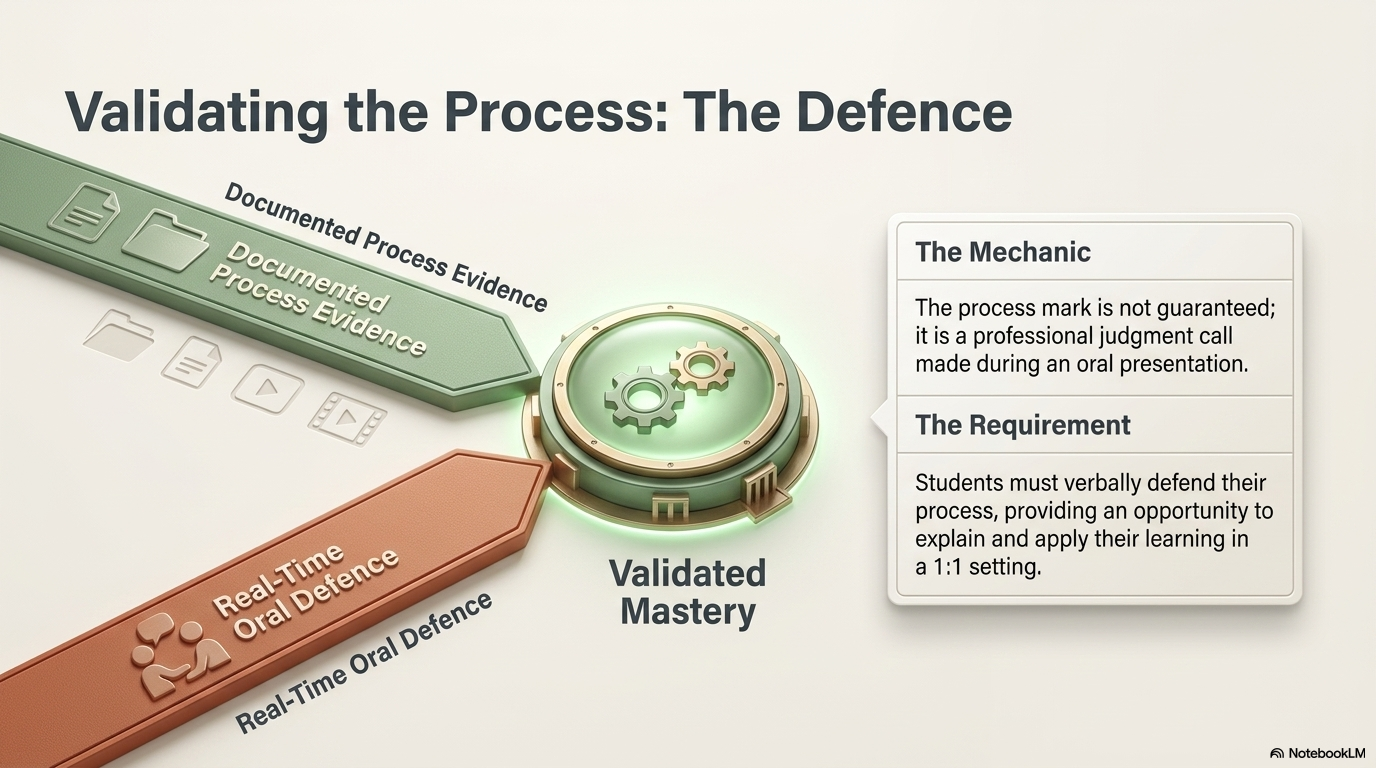 Validating the Process: The Defence
Documented Process Evidence
Documented
Process Evidence
Real-Time
Oral Defence
Real-Time Oral Defence
Validated
Mastery
The Mechanic
The process mark is not guaranteed;
it is a professional judgment call
made during an oral presentation.
The Requirement
Students must verbally defend their
process, providing an opportunity to
explain and apply their learning in
a 1:1 setting.
NotebookLM